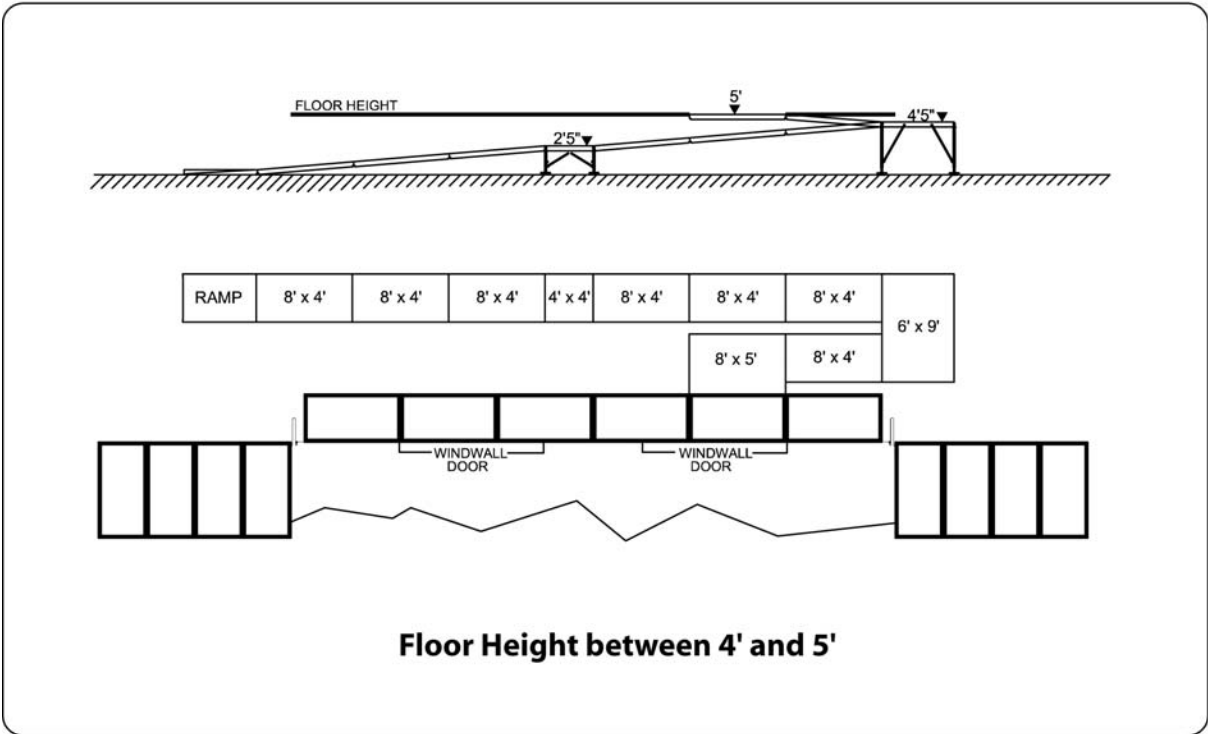 5'
FLOOR HEIGHT
4'5"
2'5"
RAMP
8' x 4'
8' x 4'
8' x 4'
4' x 4'
8' x 4'
8' x 4'
8' x 4'
6' x 9'
8' x 5'
8' x 4'
WINDWALL
DOOR
WINDWALL
DOOR
Floor Height between 4' and 5'